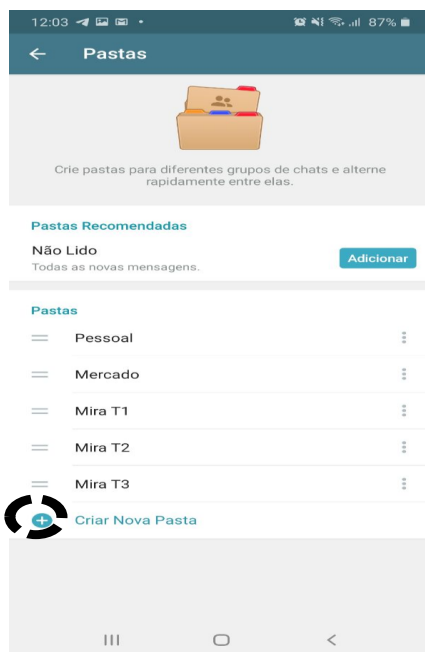 12:03 87%
Pastas
Crie pastas para diferentes grupos de chats e alterne
rapidamente entre elas.
Pastas Recomendadas
Não Lido
Todas as novas mensagens.
Adicionar
Pastas
Pessoal
Mercado
Mira T1
Mira T2
Mira T3
Criar Nova Pasta